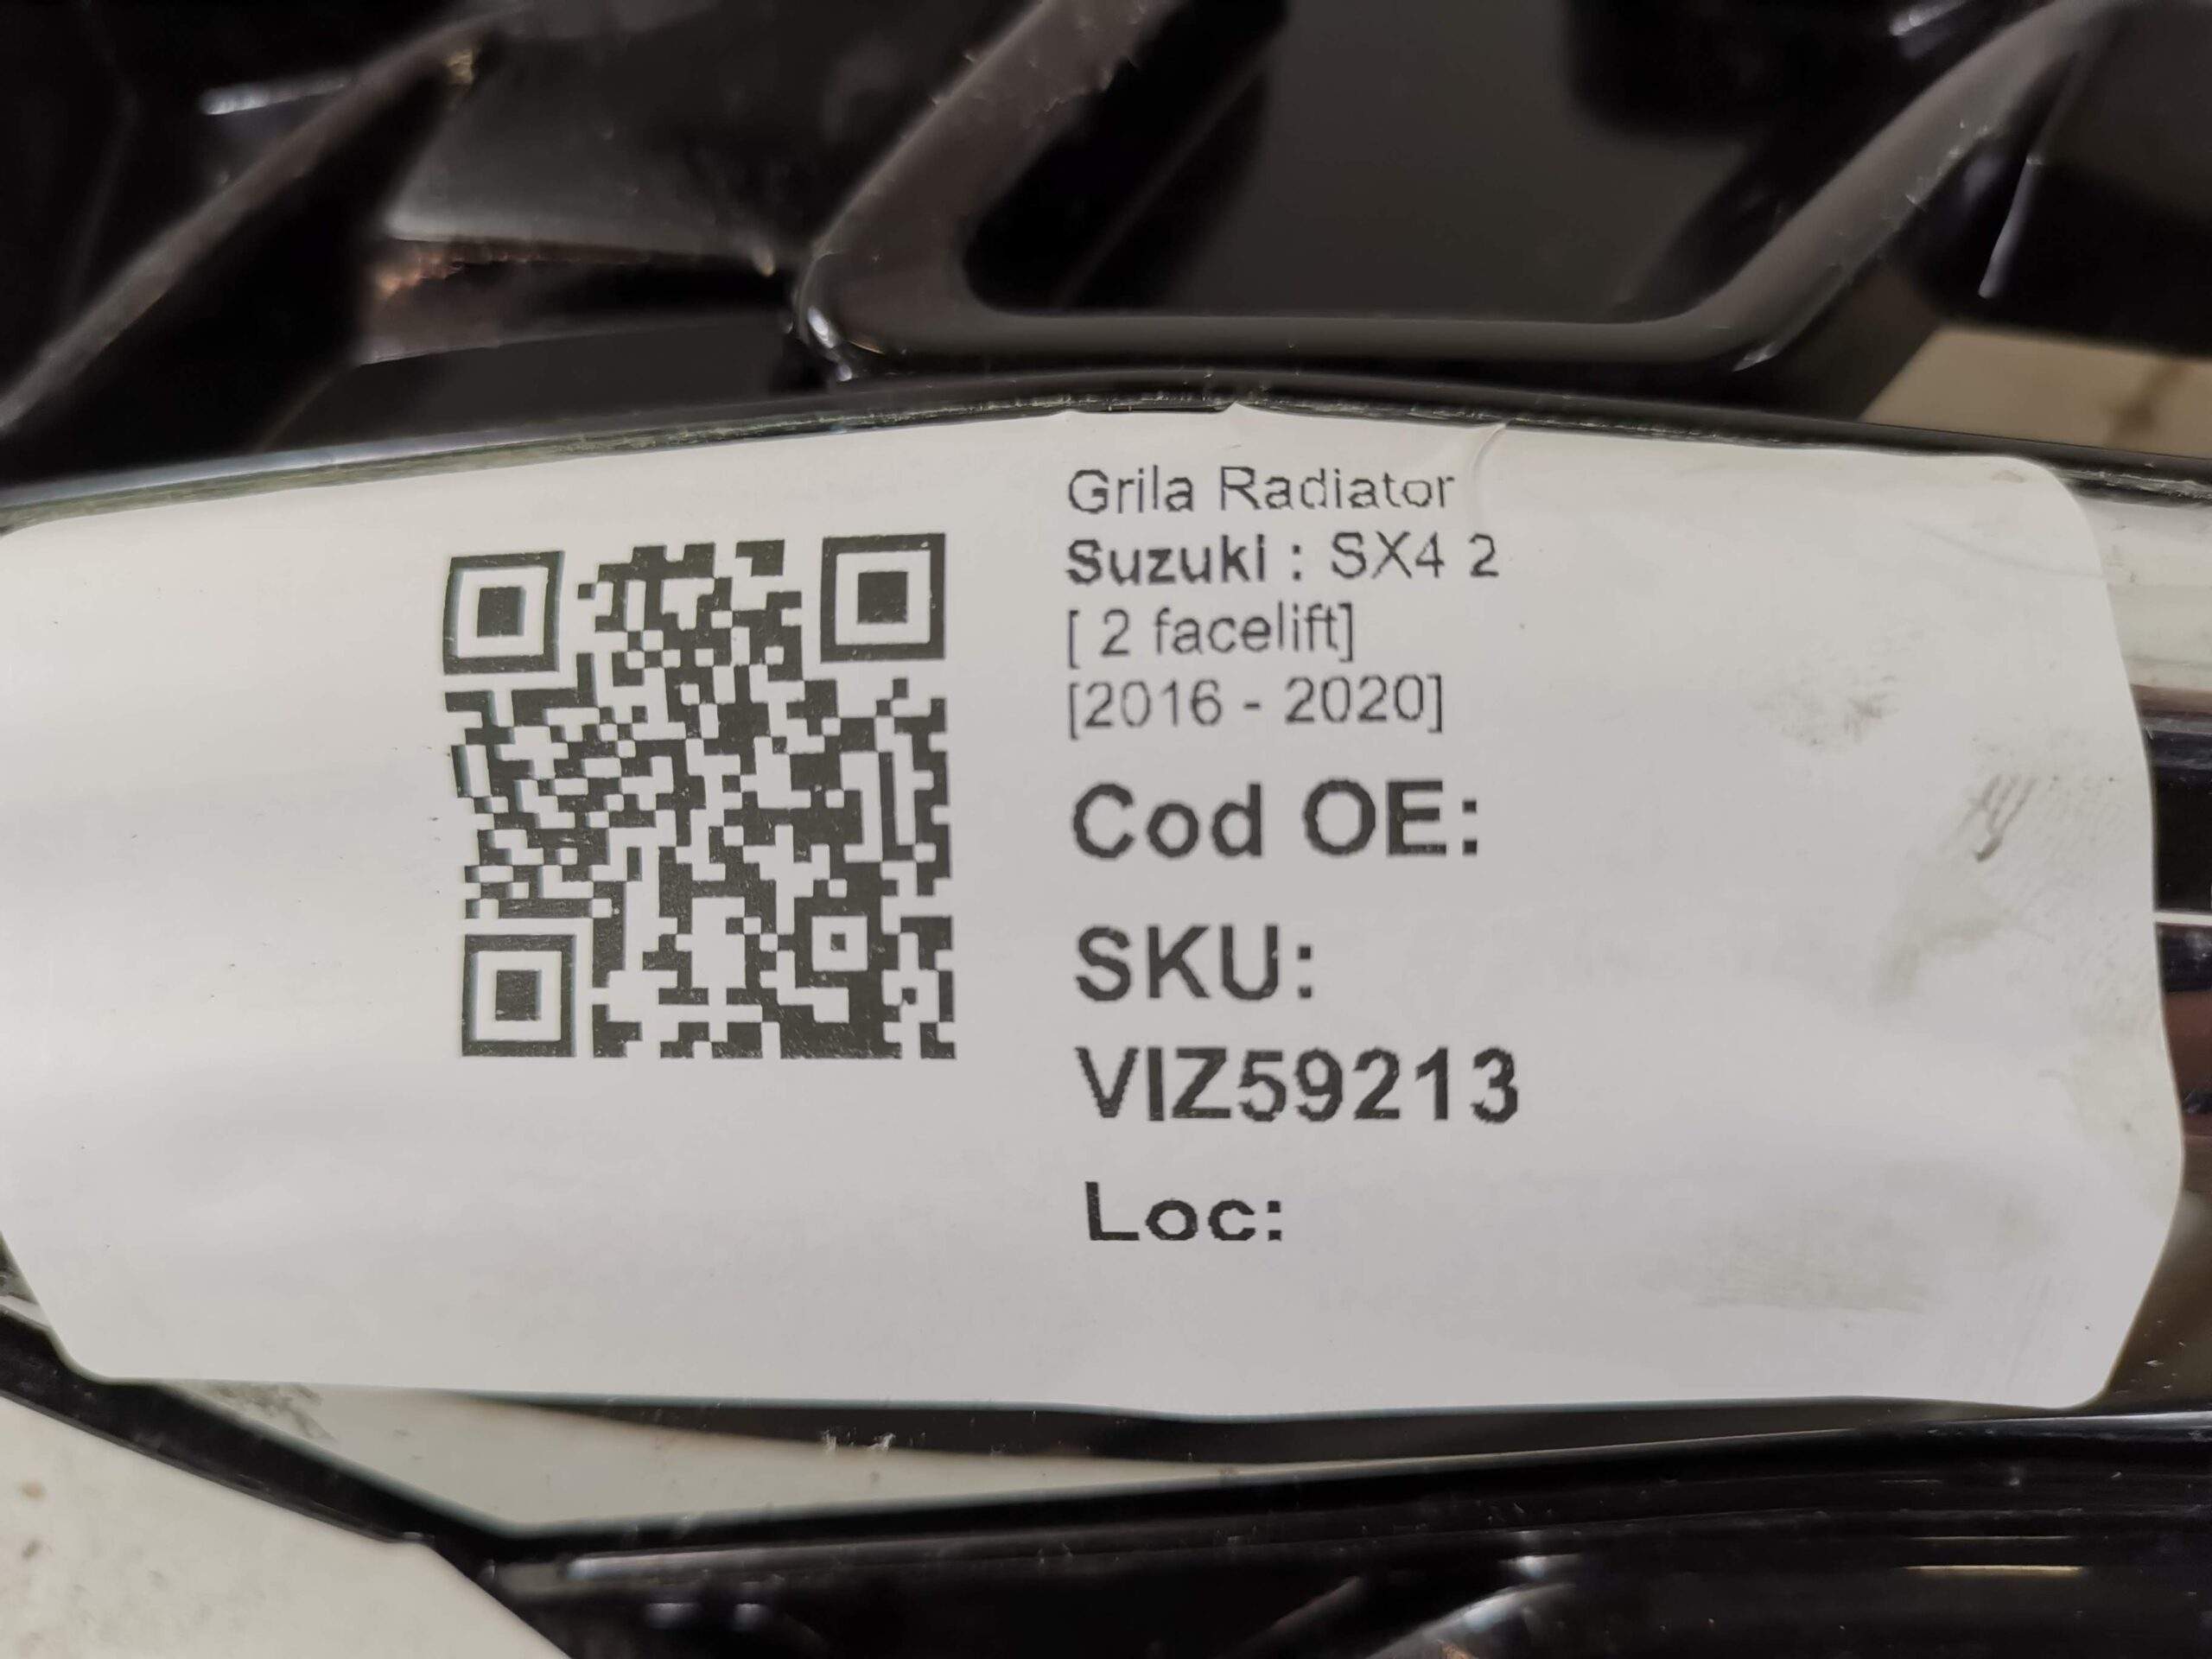 Grila Radiator
Suzuki : SX4 2
[ 2 facelift]
[2016 - 2020]
Cod OE:
SKU:
VIZ59213
Loc: